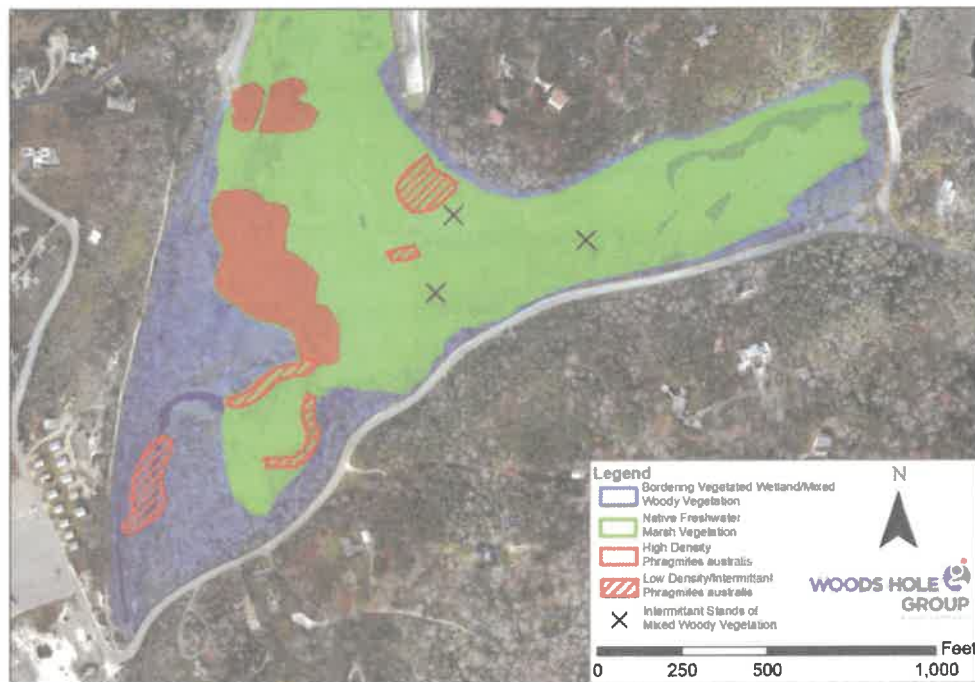 Legend
Bordering Vegetated Wetland/Mixed
Woody Vegetation
Native Freshwater
Marsh Vegetation
High Density
Phragmites australis
Low Density/Intermittant
Phragmites australis
Intermittant Stands of
Mixed Woody Vegetation
N
WOODS HOLE
GROUP
Feet
0 250 500 1,000